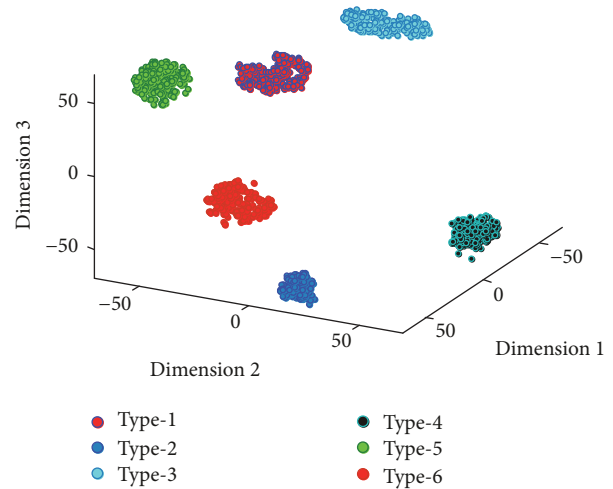 50
0
−50
Dimension 3
−50
0
50
Dimension 2
−50
0
50
Dimension 1
Type-1
Type-2
Type-3
Type-4
Type-5
Type-6